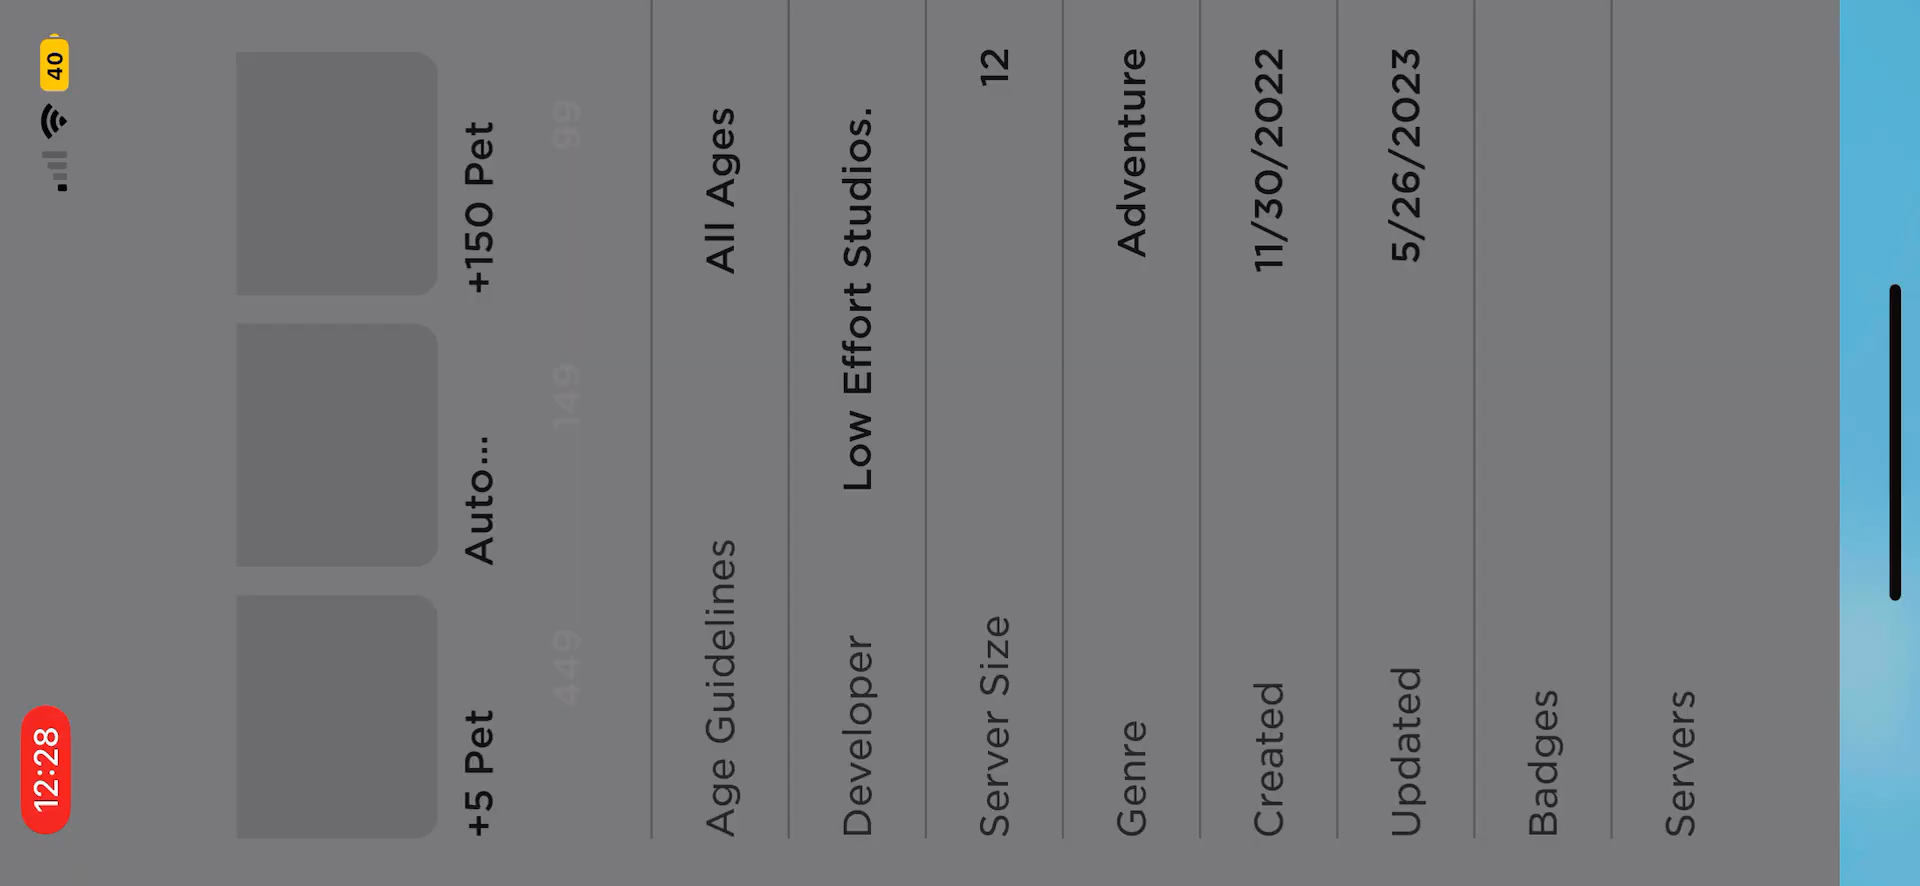 12:28
40
+5 Pet
Auto...
+150 Pet
449
149
99
Age Guidelines All Ages
Developer Low Effort Studios.
Server Size 12
Genre Adventure
Created 11/30/2022
Updated 5/26/2023
Badges
Servers